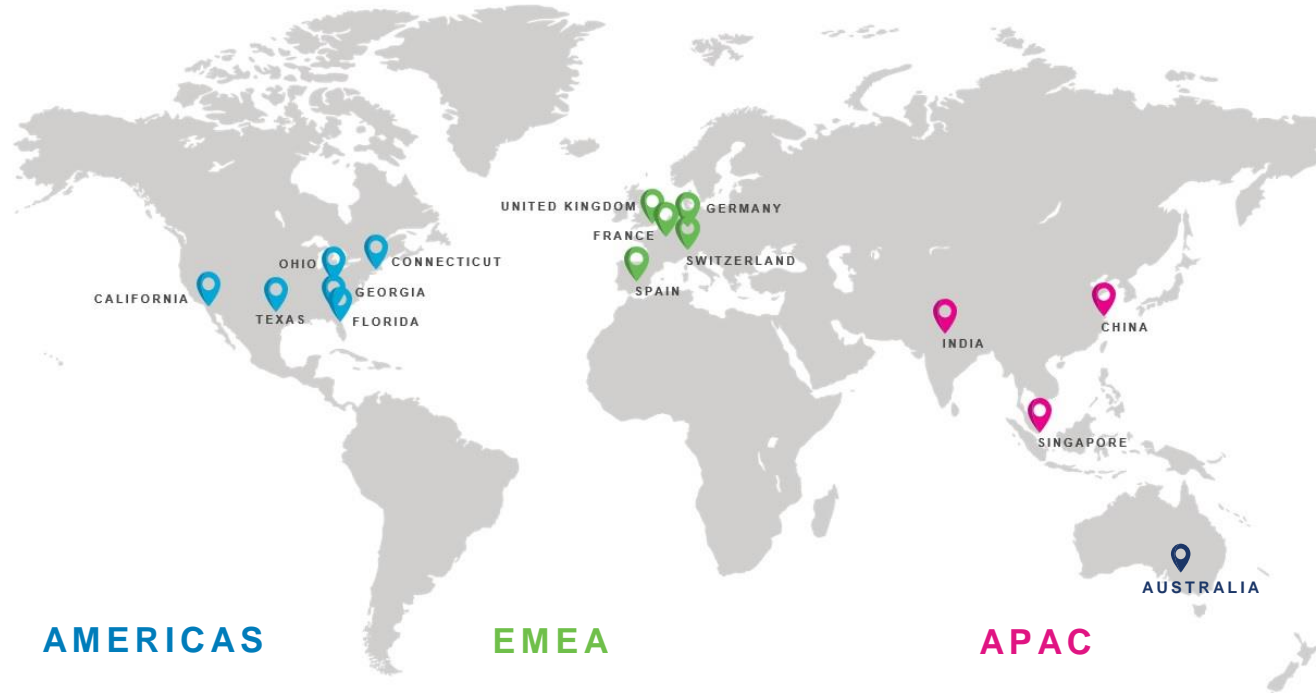 UNITED KINGDOM
GERMANY
FRANCE
SWITZERLAND
SPAIN
OHIO
CONNECTICUT
CALIFORNIA
GEORGIA
TEXAS
FLORIDA
CHINA
INDIA
SINGAPORE
AUSTRALIA
AMERICAS
EMEA
APAC